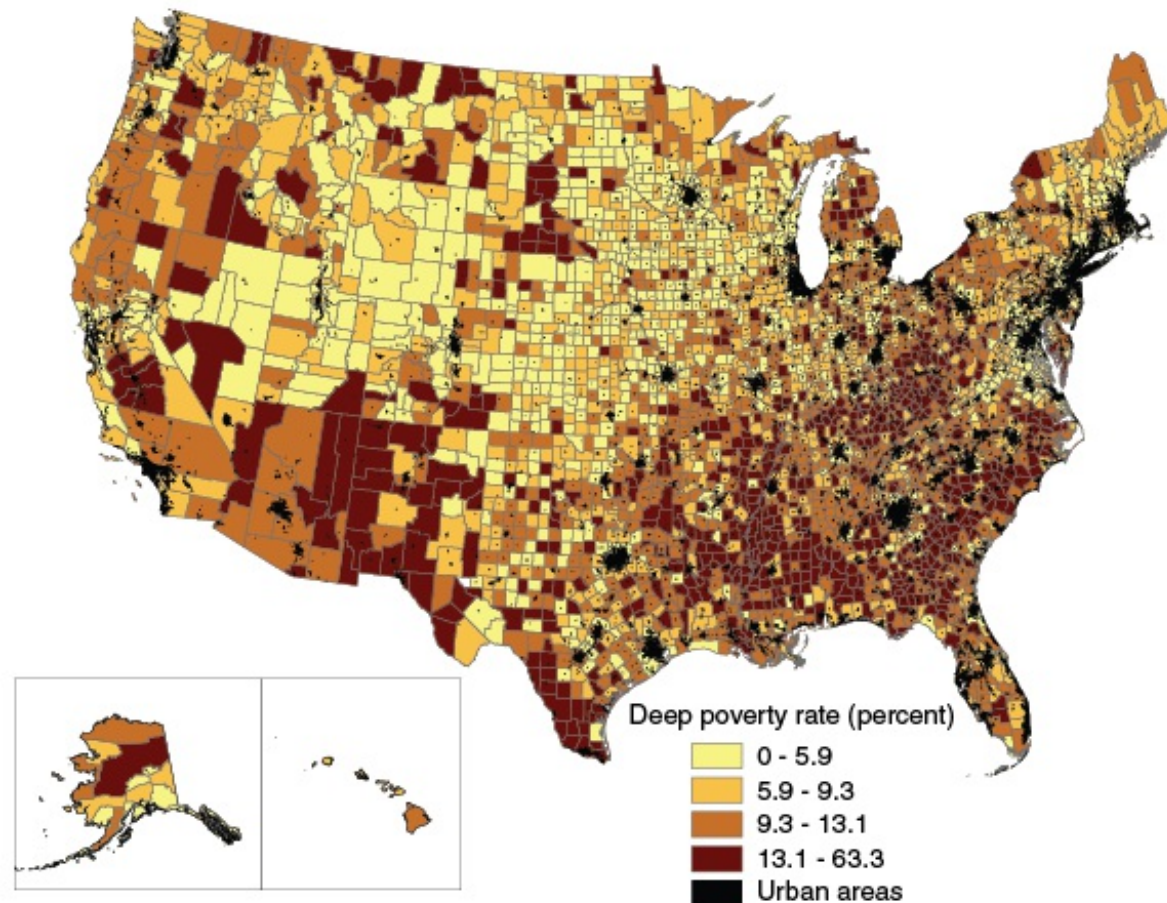 Deep poverty rate (percent)
0 - 5.9
5.9 - 9.3
9.3 - 13.1
13.1 - 63.3
Urban areas